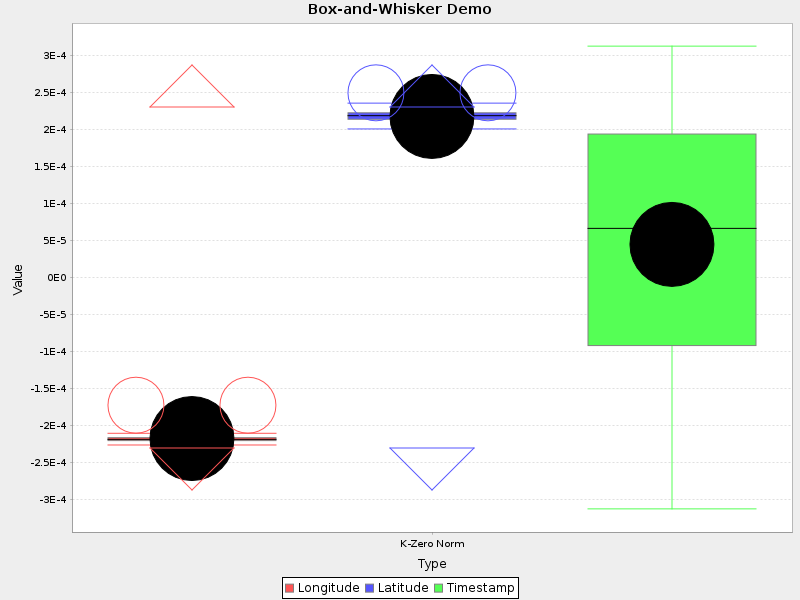 Box-and-Whisker Demo
3E-4
2.5E-4
2E-4
1.5E-4
1E-4
5E-5
0E0
-5E-5
-1E-4
-1.5E-4
-2E-4
-2.5E-4
-3E-4
Value
K-Zero Norm
Type
Longitude Latitude Timestamp